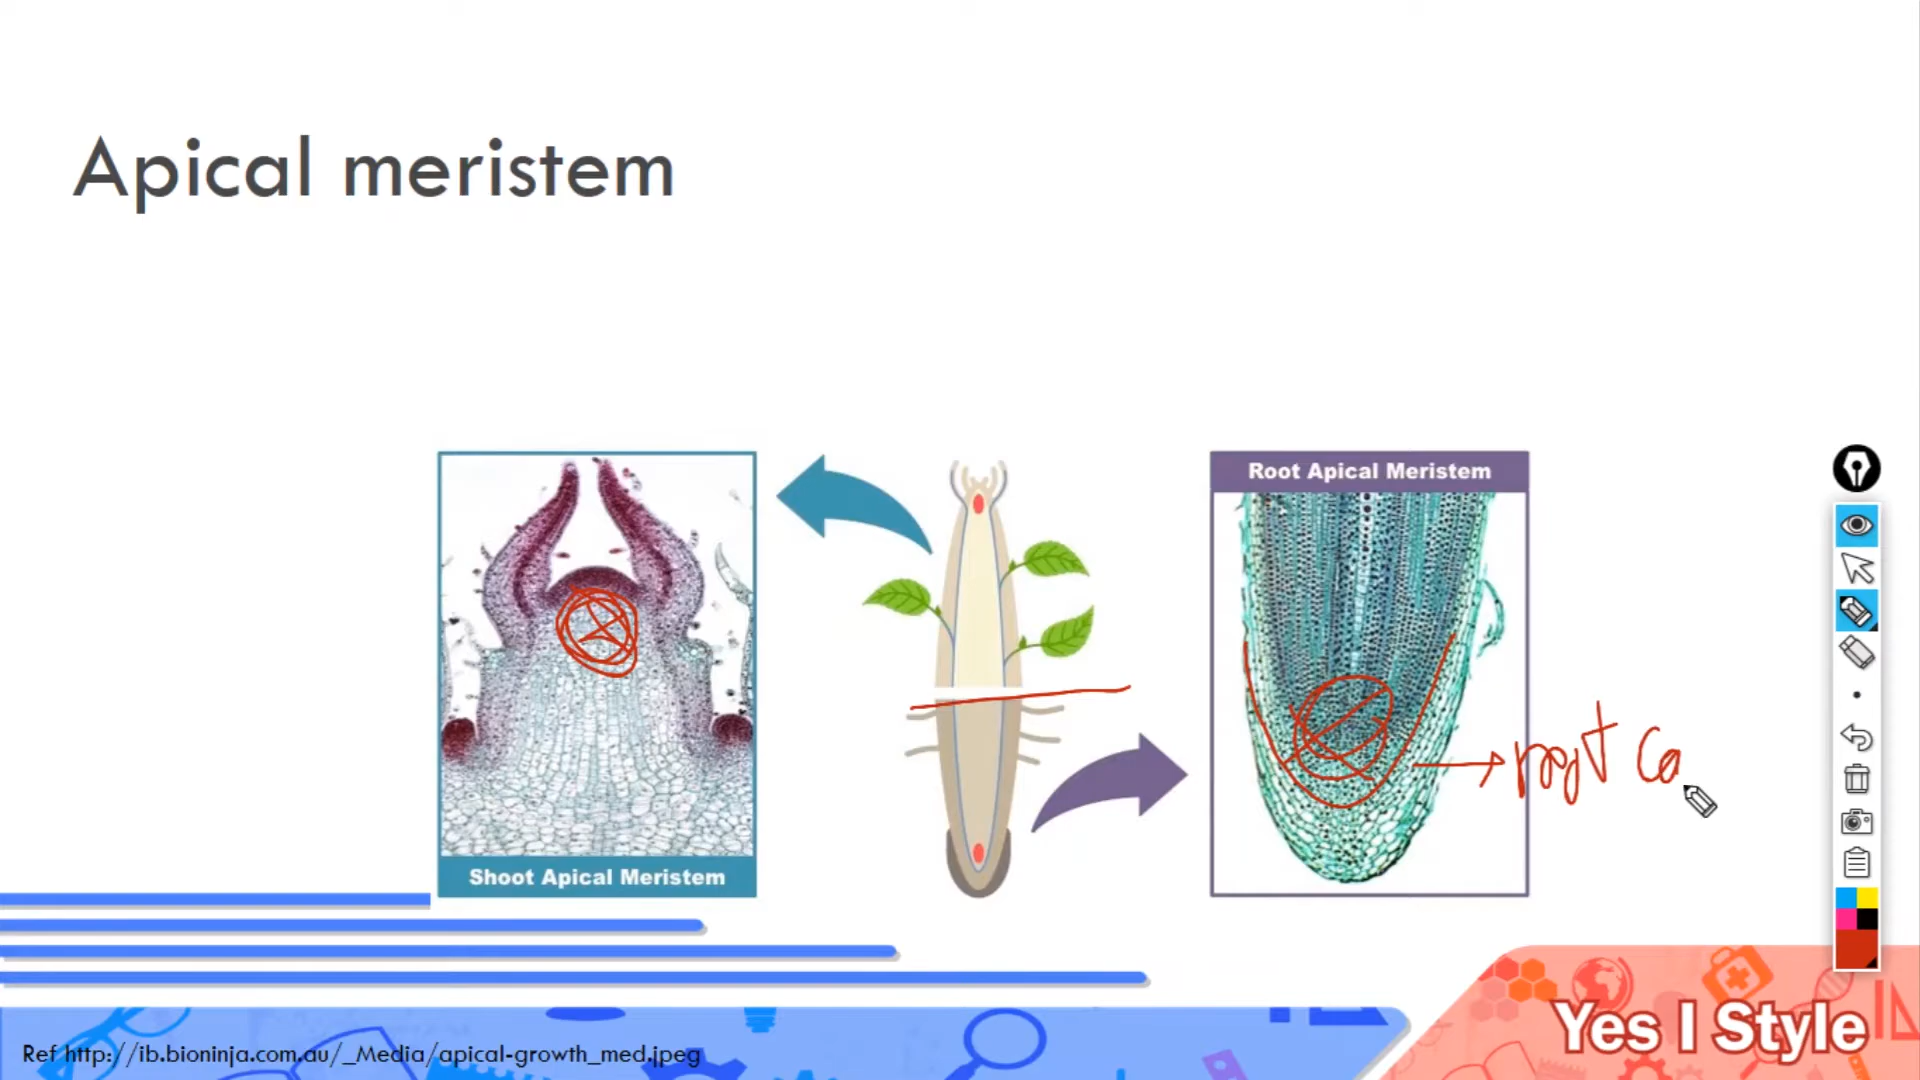 Apical meristem
Root Apical Meristem
root Ca
Shoot Apical Meristem
Yes I Style
Ref http://ib.bioninja.com.au/_Media/apical-growth_med.jpeg